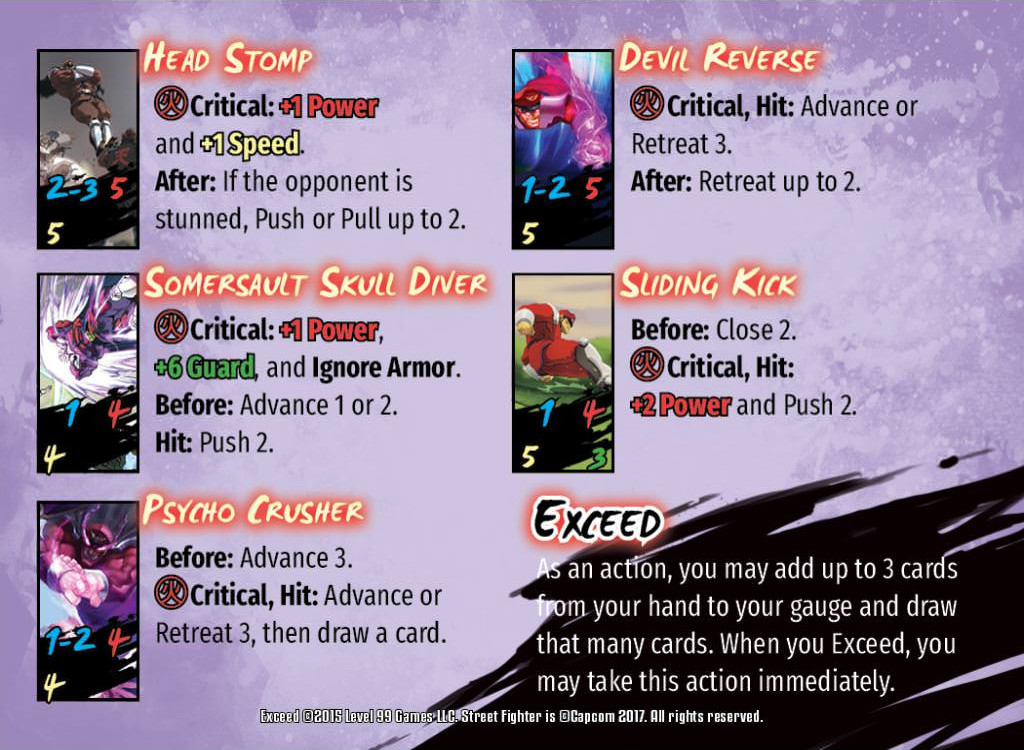 HEAD STOMP
Critical: +1 Power
and +1 Speed.
After: If the opponent is
stunned, Push or Pull up to 2.
2-3 5
5
SOMERSAULT SKULL DIVER
Critical: +1 Power,
+6 Guard, and Ignore Armor.
Before: Advance 1 or 2.
Hit: Push 2.
1 4
4
PSYCHO CRUSHER
Before: Advance 3.
Critical, Hit: Advance or
Retreat 3, then draw a card.
1-2 4
4
DEVIL REVERSE
Critical, Hit: Advance or
Retreat 3.
After: Retreat up to 2.
1-2 5
5
SLIDING KICK
Before: Close 2.
Critical, Hit:
+2 Power and Push 2.
1 4
5 3
EXCEED
As an action, you may add up to 3 cards
from your hand to your gauge and draw
that many cards. When you Exceed, you
may take this action immediately.
Exceed ©2015 Level 99 Games LLC. Street Fighter is ©Capcom 2017. All rights reserved.